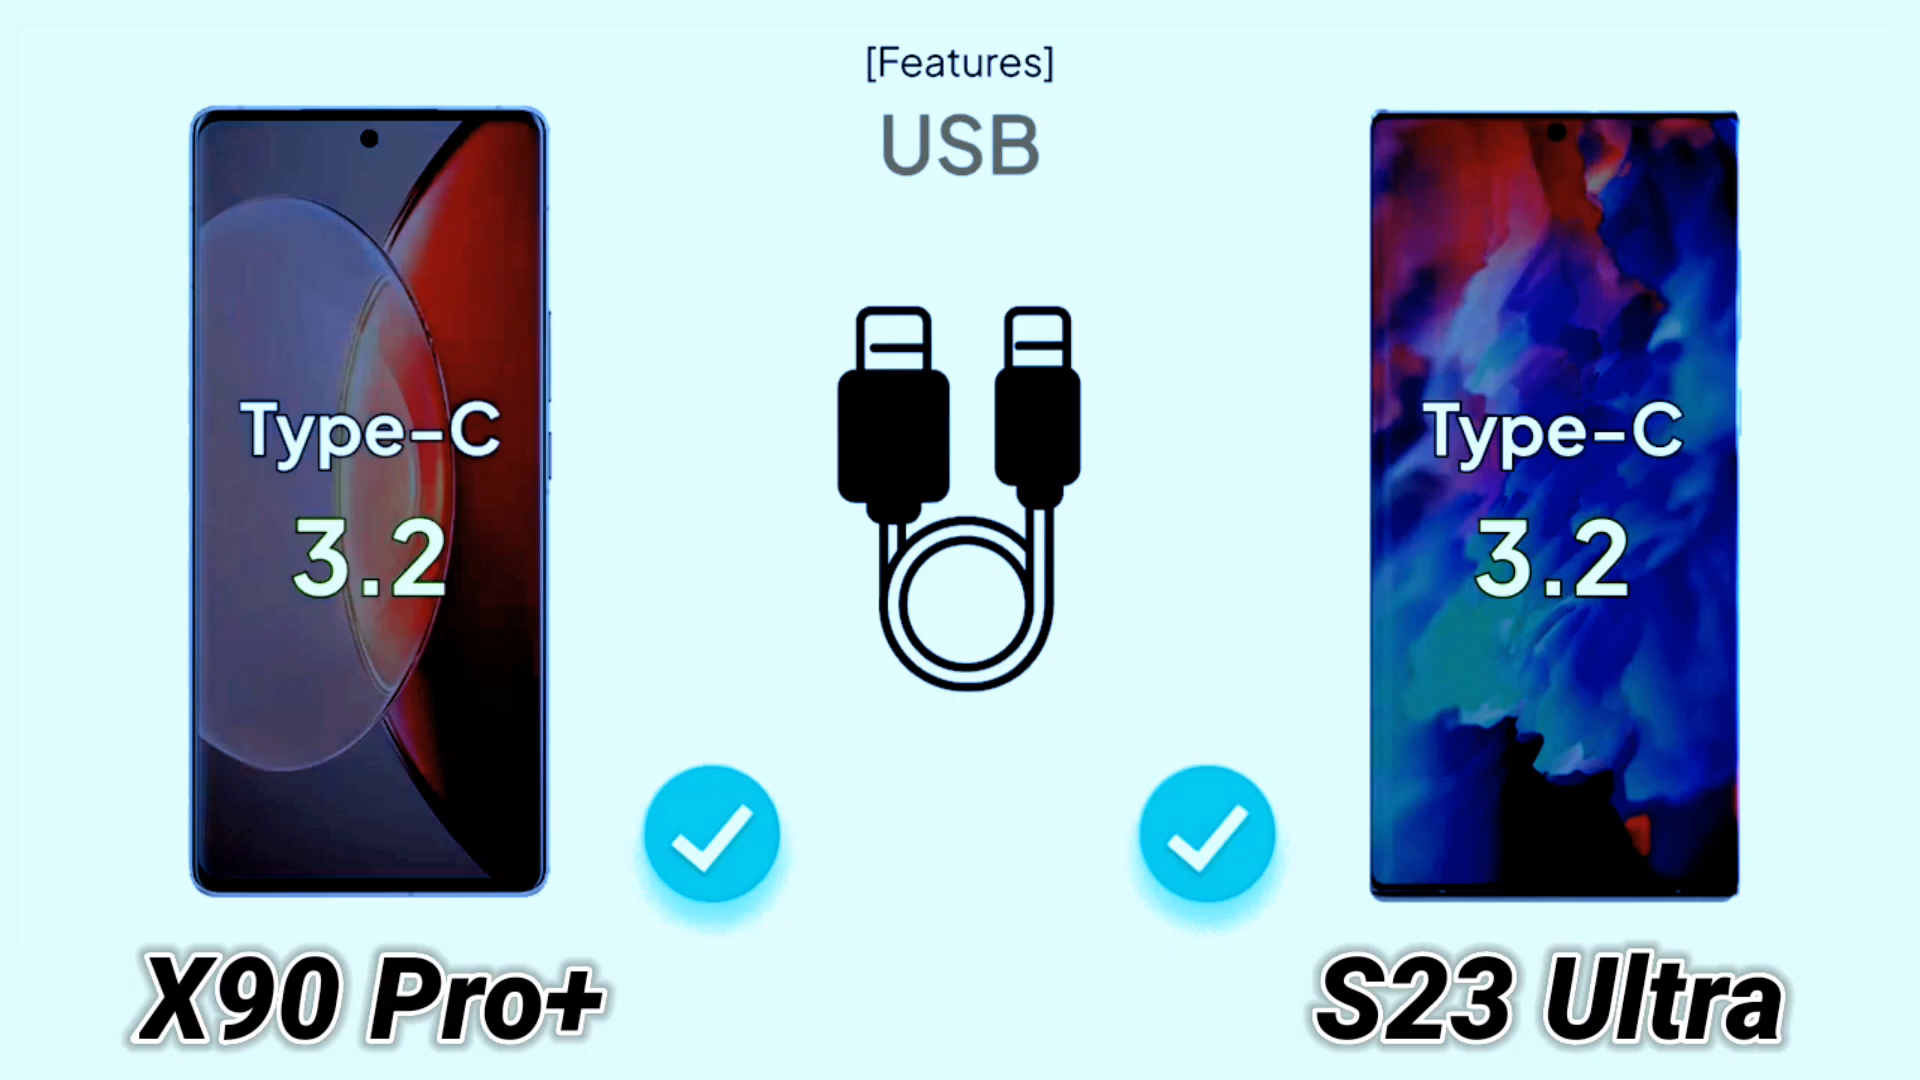 [Features]
USB
Type-C
3.2
Type-C
3.2
X90 Pro+
S23 Ultra